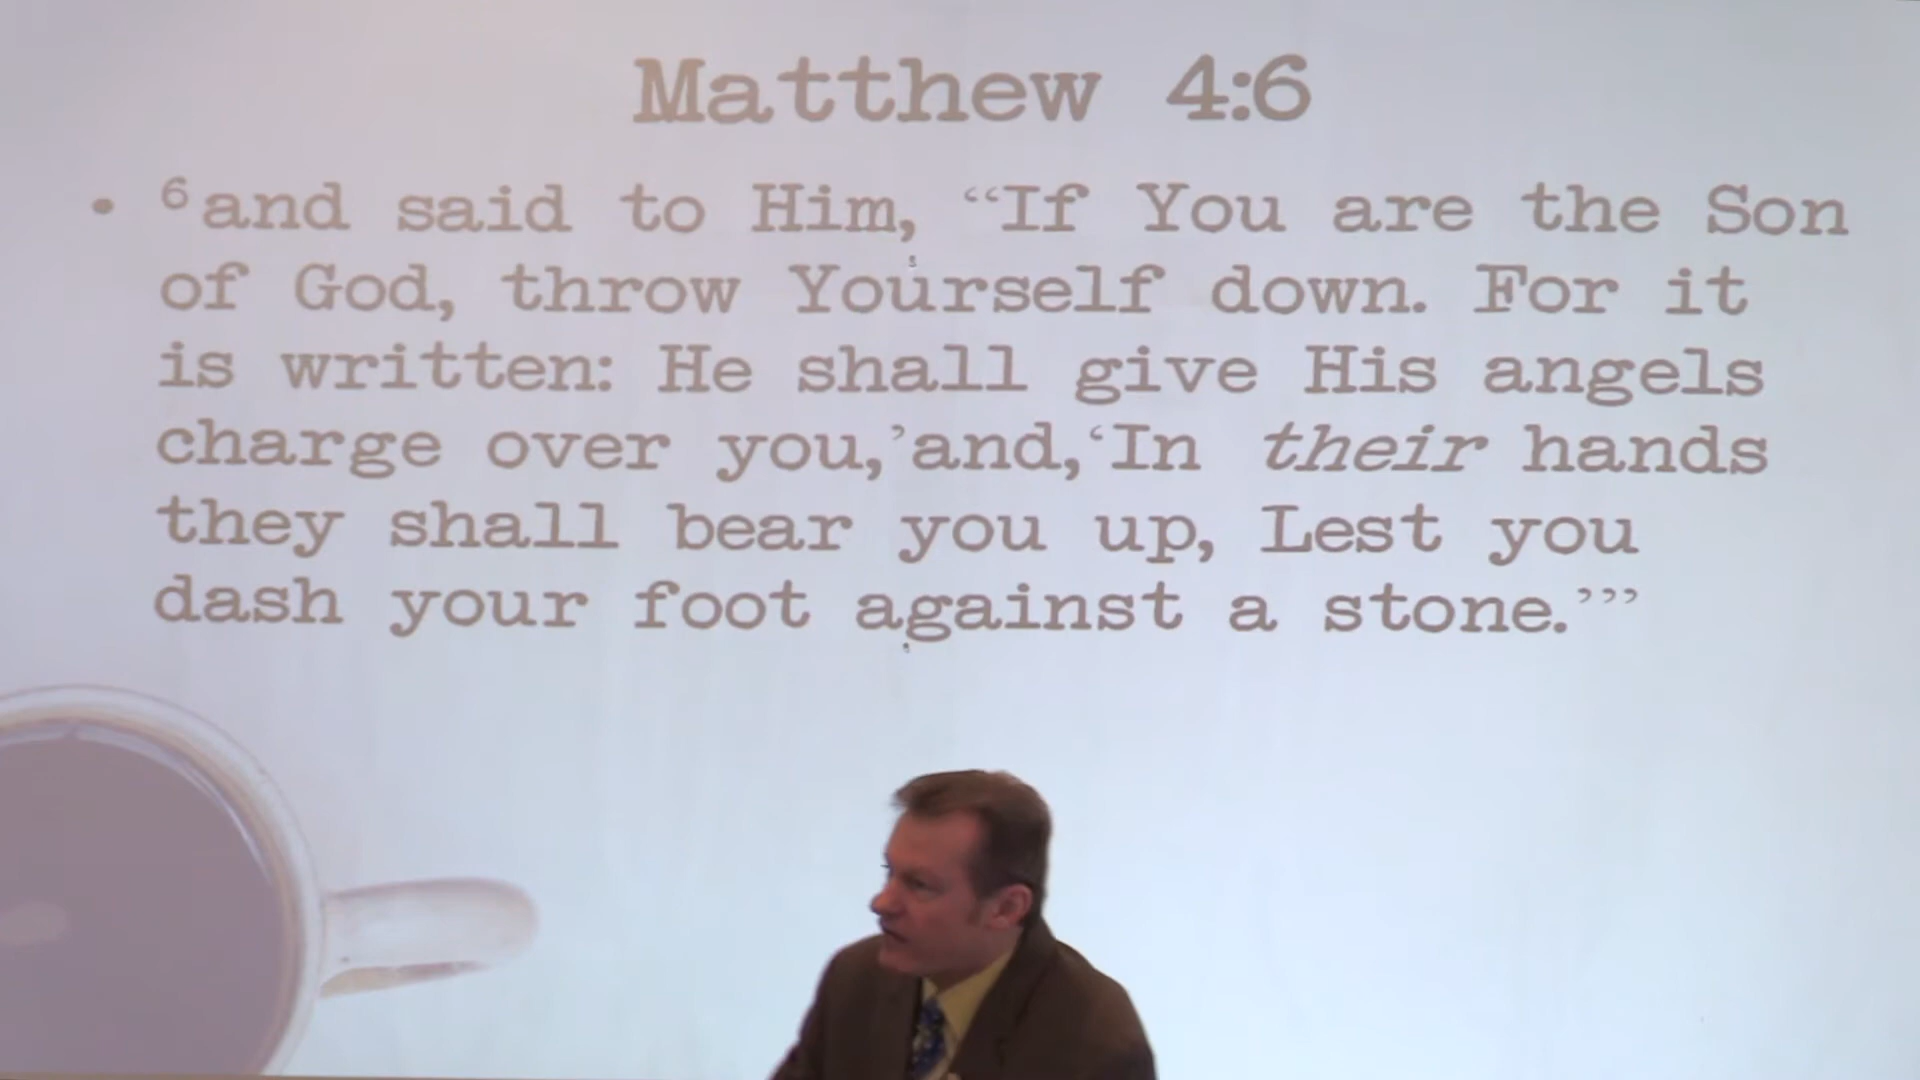 Matthew 4:6
• ⁶and said to Him, “If You are the Son
of God, throw Yourself down. For it
is written: He shall give His angels
charge over you,’and,‘In their hands
they shall bear you up, Lest you
dash your foot against a stone.’”